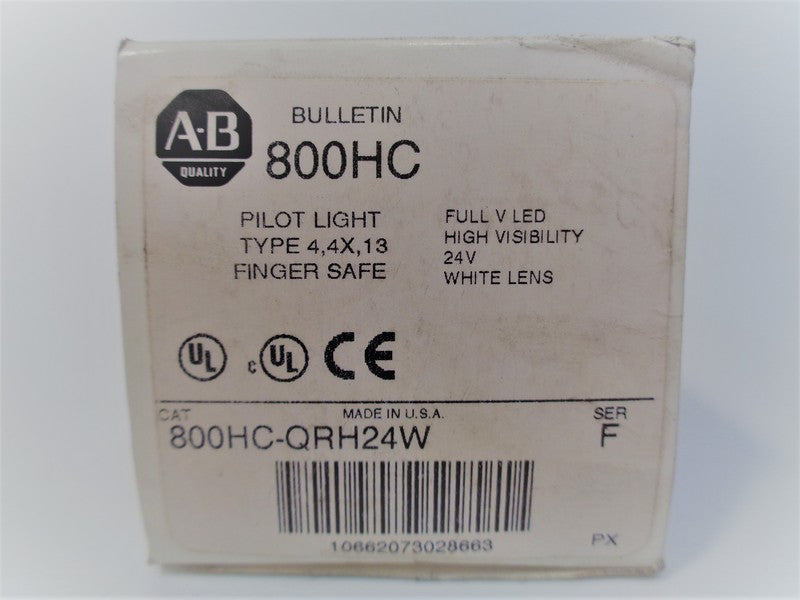 A-B
QUALITY
BULLETIN
800HC
PILOT LIGHT
TYPE 4,4X,13
FINGER SAFE
FULL V LED
HIGH VISIBILITY
24V
WHITE LENS
UL
c UL
CE
CAT
MADE IN U.S.A.
SER
800HC-QRH24W
F
10662073028663
PX